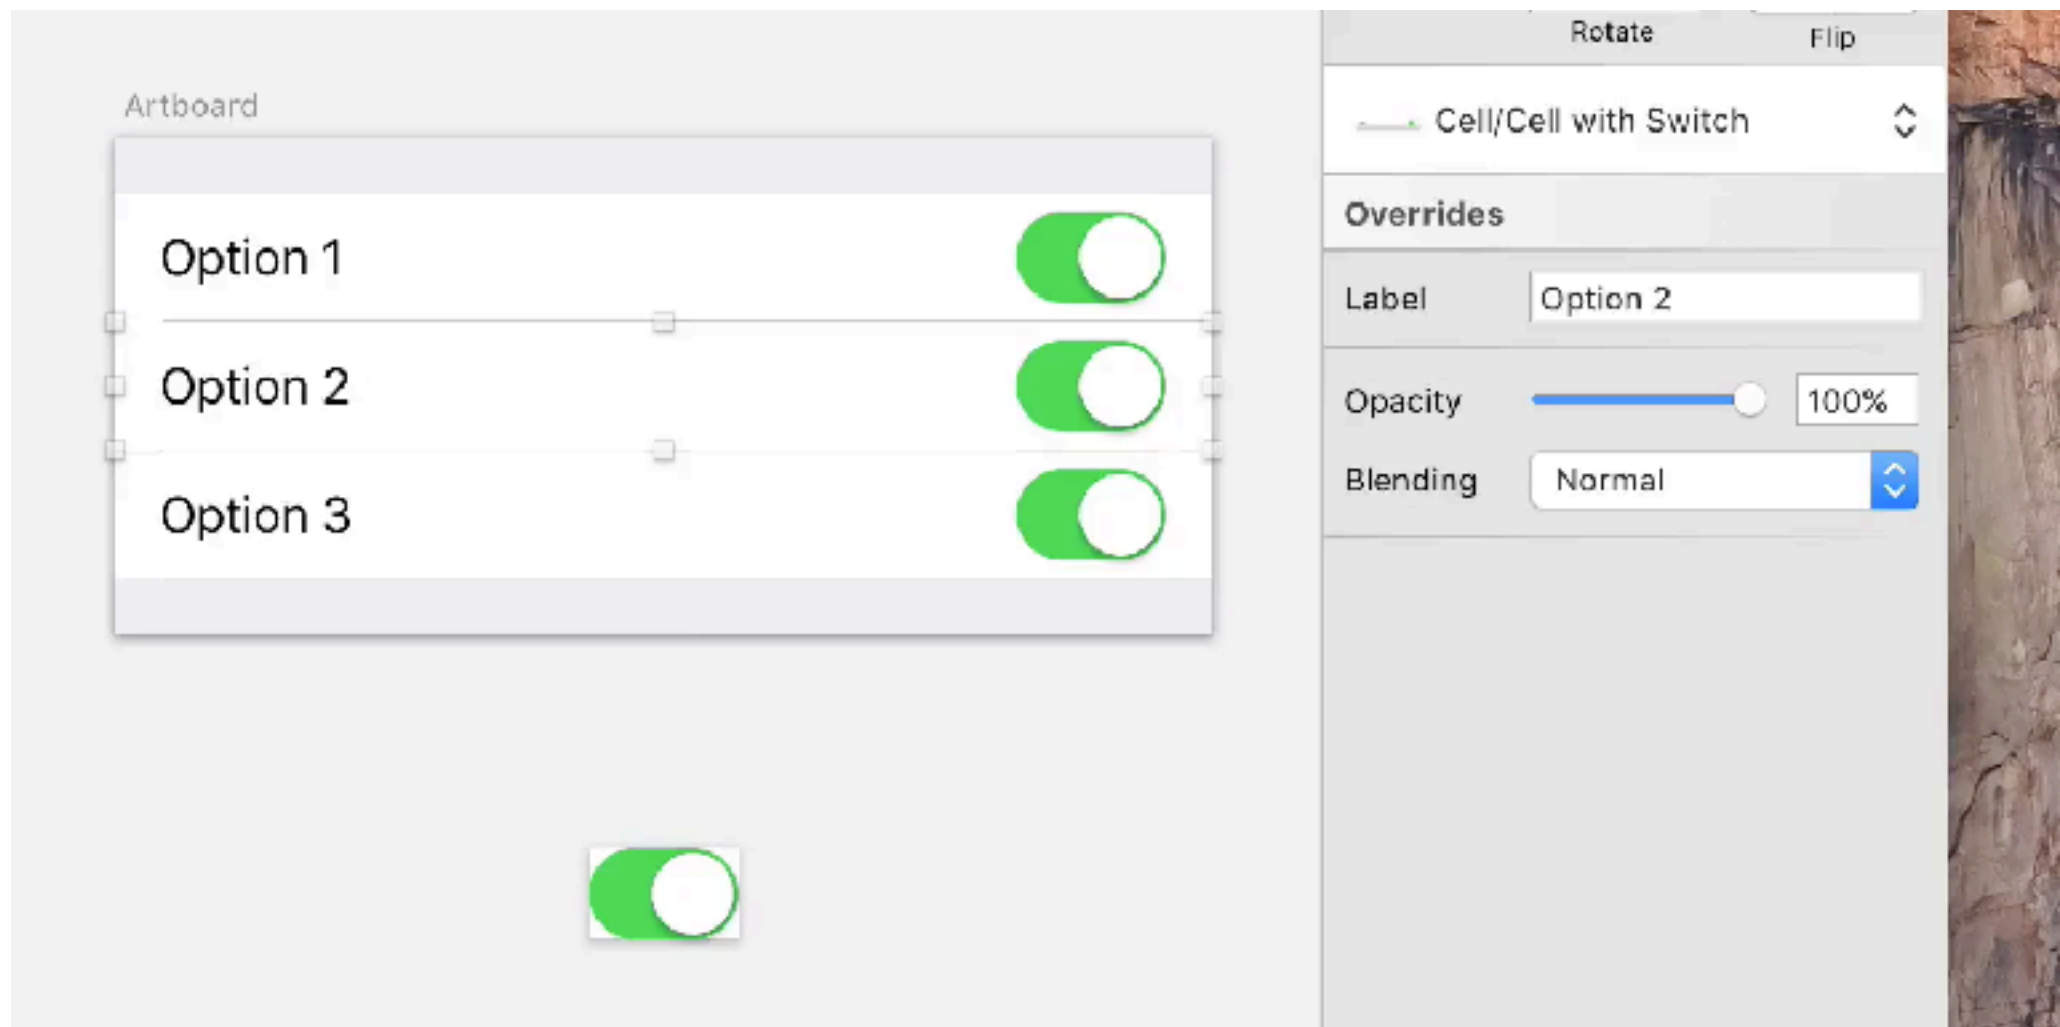 Artboard
Option 1
Option 2
Option 3
Rotate
Flip
Cell/Cell with Switch
Overrides
Label
Option 2
Opacity
100%
Blending
Normal